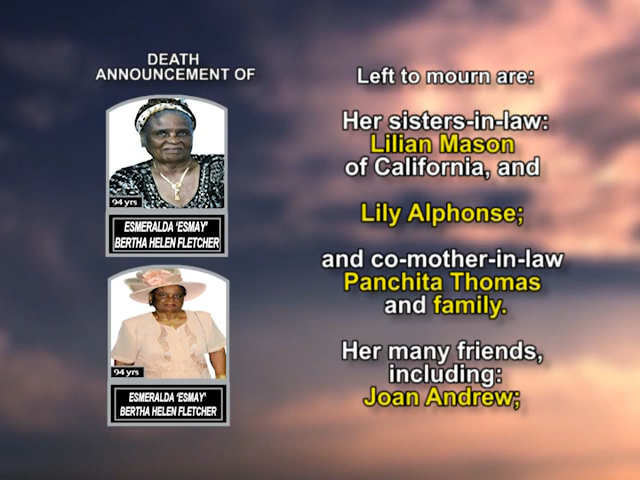 DEATH
ANNOUNCEMENT OF
94 yrs
ESMERALDA 'ESMAY'
BERTHA HELEN FLETCHER
94 yrs
ESMERALDA 'ESMAY'
BERTHA HELEN FLETCHER
Left to mourn are:
Her sisters-in-law:
Lilian Mason
of California, and
Lily Alphonse;
and co-mother-in-law
Panchita Thomas
and family.
Her many friends,
including:
Joan Andrew;